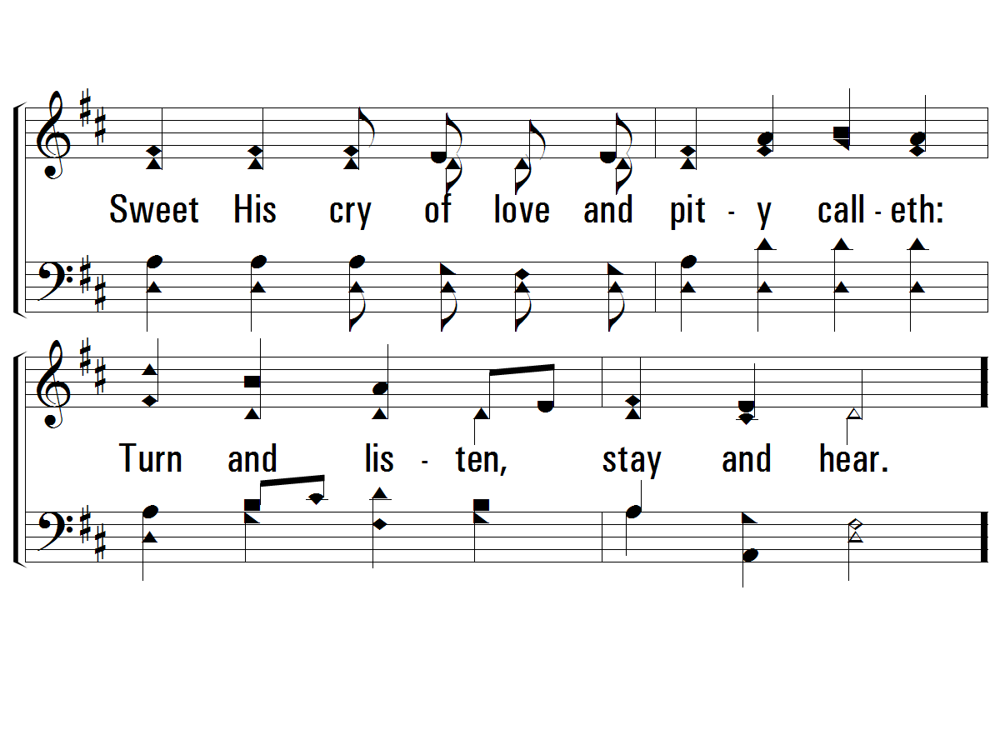 Sweet His cry of love and pit - y call - eth:
Turn and lis - ten, stay and hear.